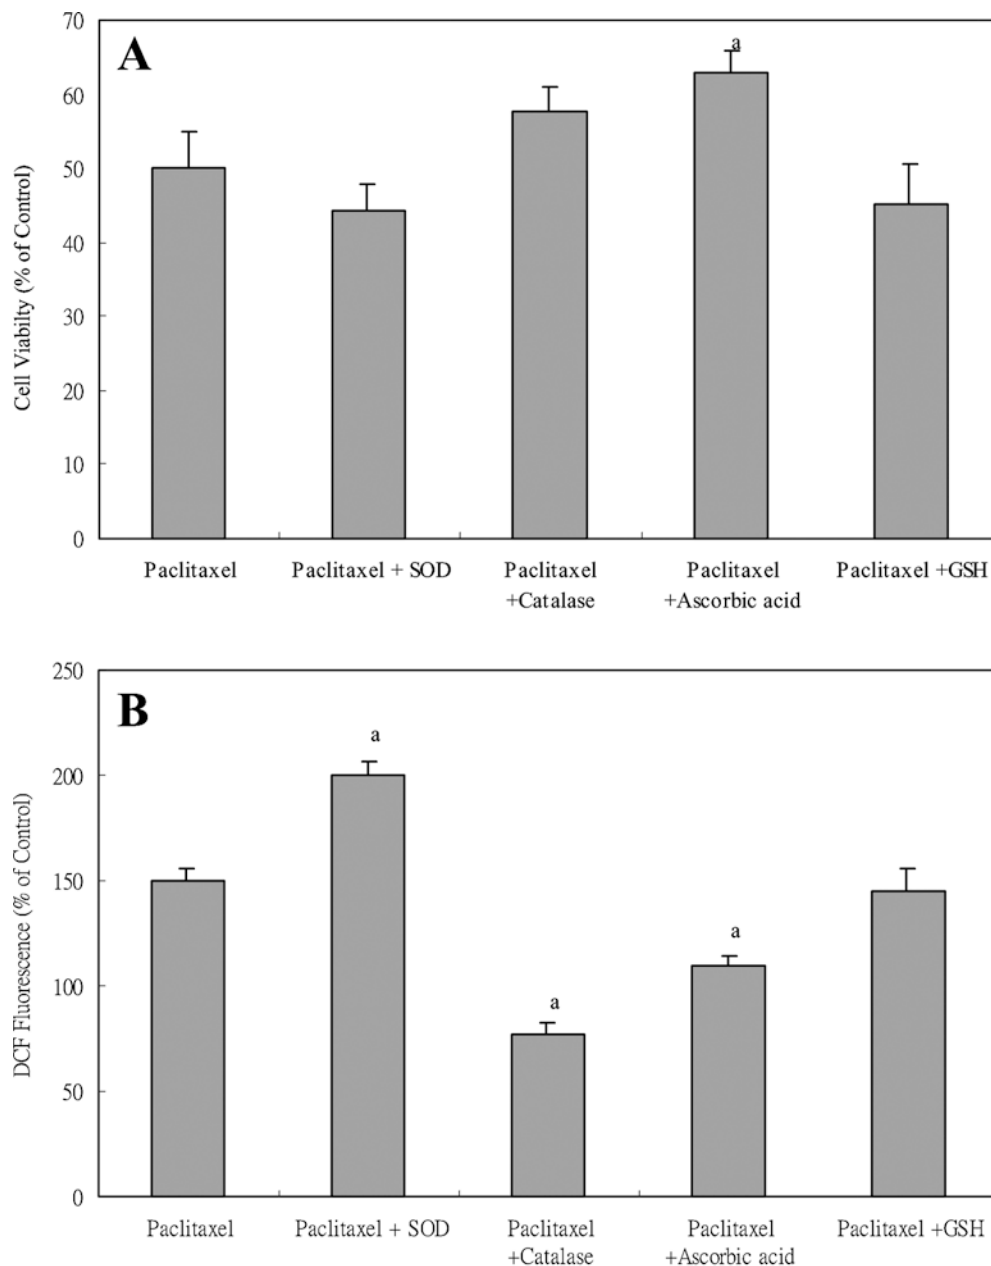 A
a
70
60
50
40
30
20
10
0
Cell Viabilty (% of Control)
Paclitaxel
Paclitaxel + SOD
Paclitaxel
+Catalase
Paclitaxel
+Ascorbic acid
Paclitaxel +GSH
B
a
a
a
250
200
150
100
50
0
DCF Fluorescence (% of Control)
Paclitaxel
Paclitaxel + SOD
Paclitaxel
+Catalase
Paclitaxel
+Ascorbic acid
Paclitaxel +GSH